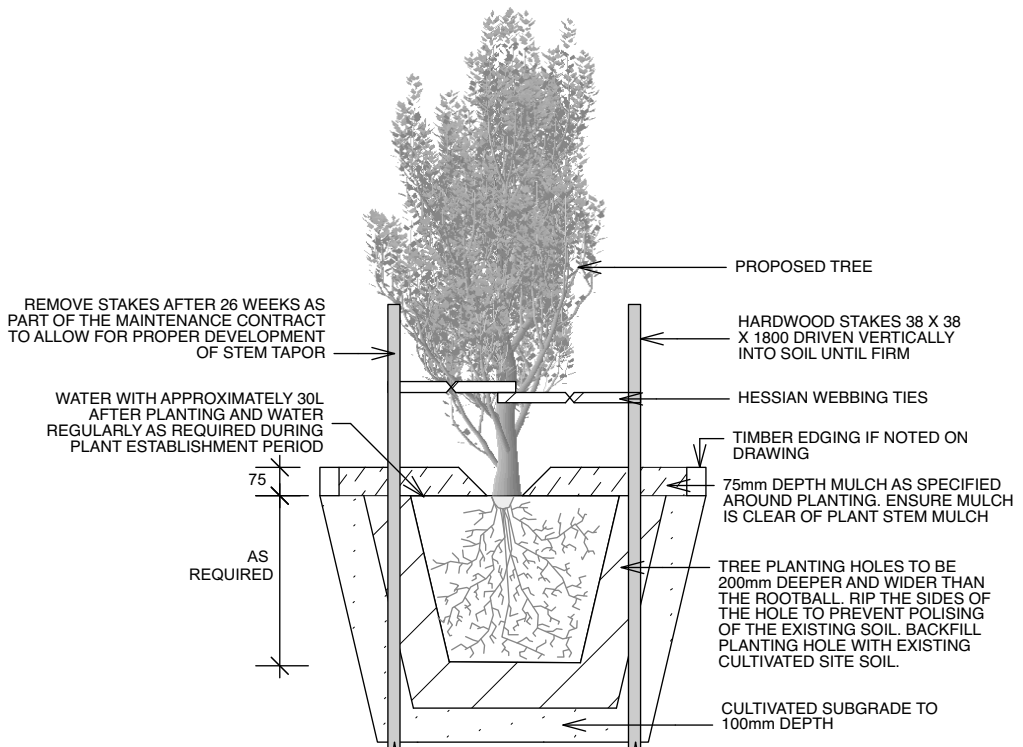 PROPOSED TREE
REMOVE STAKES AFTER 26 WEEKS AS
PART OF THE MAINTENANCE CONTRACT
TO ALLOW FOR PROPER DEVELOPMENT
OF STEM TAPOR
HARDWOOD STAKES 38 X 38
X 1800 DRIVEN VERTICALLY
INTO SOIL UNTIL FIRM
WATER WITH APPROXIMATELY 30L
AFTER PLANTING AND WATER
REGULARLY AS REQUIRED DURING
PLANT ESTABLISHMENT PERIOD
HESSIAN WEBBING TIES
TIMBER EDGING IF NOTED ON
DRAWING
75
75mm DEPTH MULCH AS SPECIFIED
AROUND PLANTING. ENSURE MULCH
IS CLEAR OF PLANT STEM MULCH
AS
REQUIRED
TREE PLANTING HOLES TO BE
200mm DEEPER AND WIDER THAN
THE ROOTBALL. RIP THE SIDES OF
THE HOLE TO PREVENT POLISING
OF THE EXISTING SOIL. BACKFILL
PLANTING HOLE WITH EXISTING
CULTIVATED SITE SOIL.
CULTIVATED SUBGRADE TO
100mm DEPTH